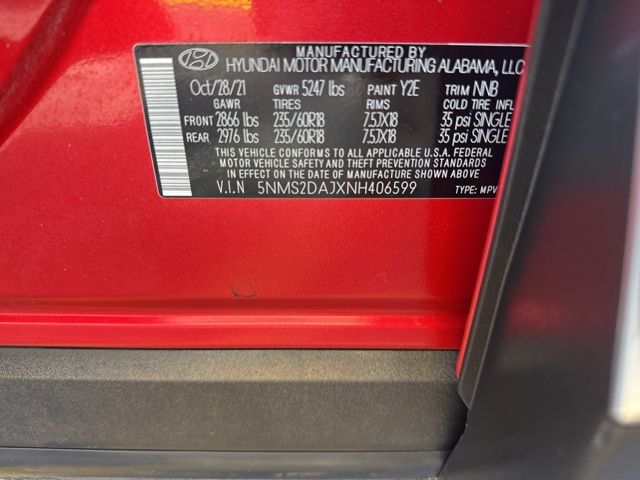 MANUFACTURED BY
HYUNDAI MOTOR MANUFACTURING ALABAMA, LLC
Oct/28/21 GVWR 5247 lbs PAINT Y2E TRIM NNB
GAWR TIRES RIMS COLD TIRE INFL
FRONT 2866 lbs 235/60R18 7.5JX18 35 psi SINGLE
REAR 2976 lbs 235/60R18 7.5JX18 35 psi SINGLE
THIS VEHICLE CONFORMS TO ALL APPLICABLE U.S.A. FEDERAL
MOTOR VEHICLE SAFETY AND THEFT PREVENTION STANDARDS
IN EFFECT ON THE DATE OF MANUFACTURE SHOWN ABOVE.
V.I.N 5NMS2DAJXNH406599 TYPE: MPV